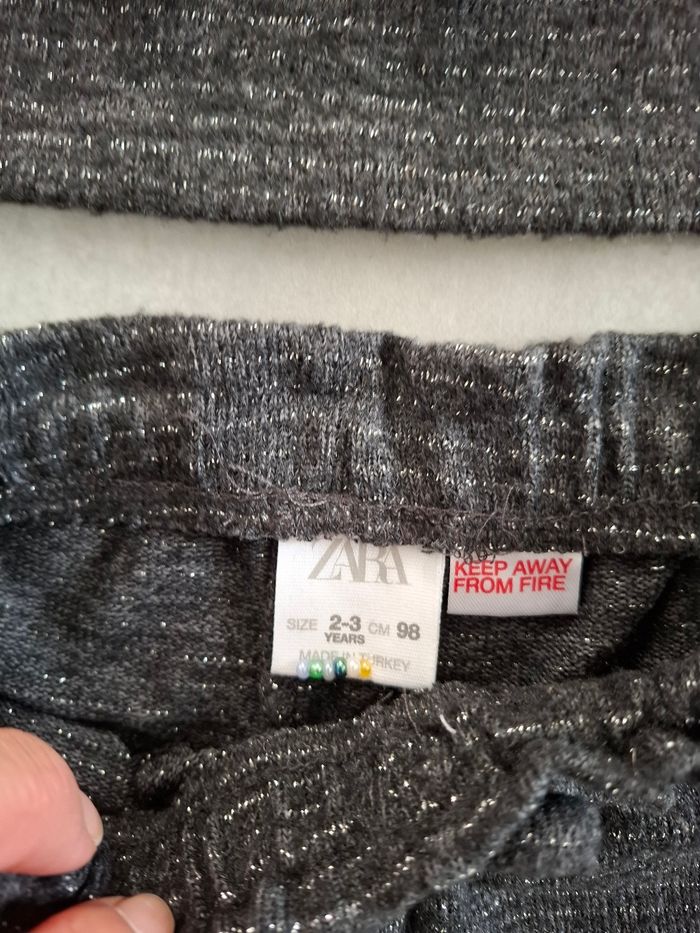 ZARA
SIZE 2-3 CM 98
YEARS
MADE IN TURKEY
KEEP AWAY
FROM FIRE